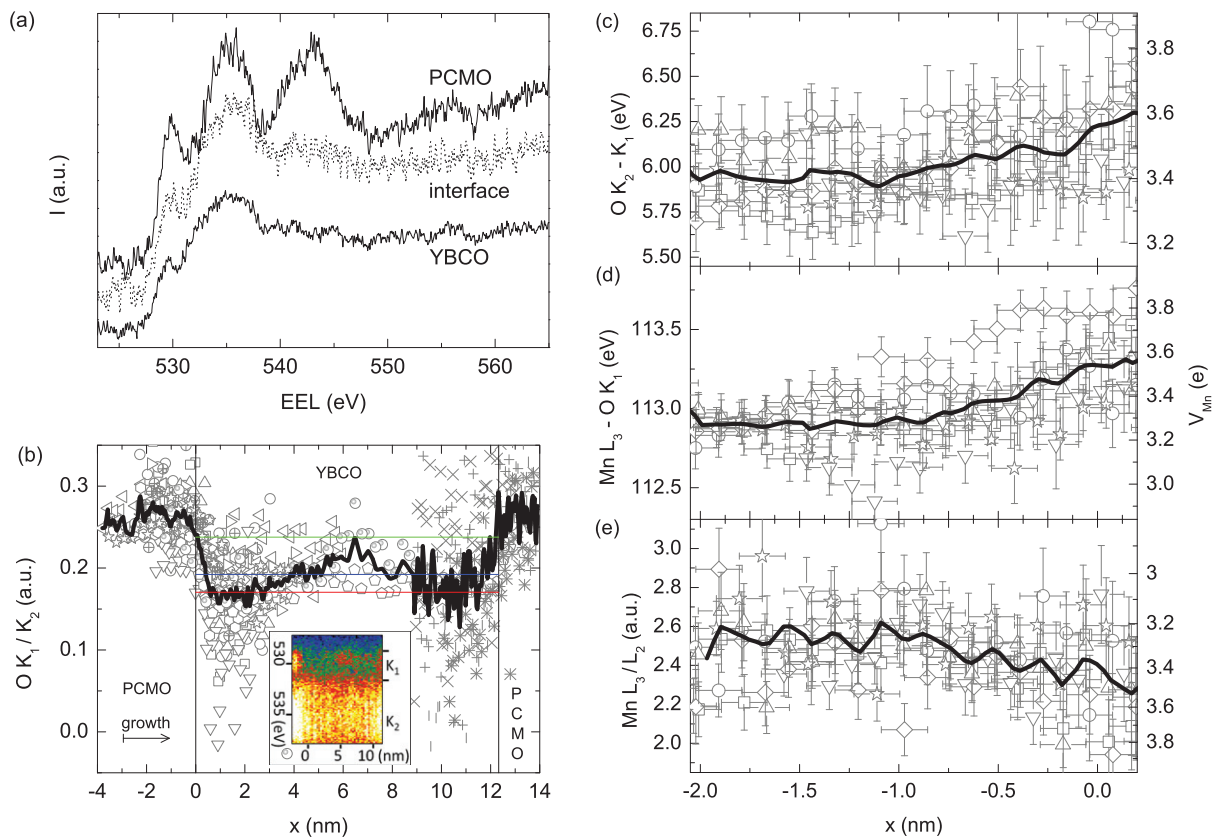 (a)
PCMO
interface
YBCO
I (a.u.)
530 540 550 560
EEL (eV)
(b)
YBCO
0.3
0.2
0.1
0.0
O K1 / K2 (a.u.)
PCMO
growth
P
C
M
O
530
535
(eV)
K1
K2
0 5 10 (nm)
-4 -2 0 2 4 6 8 10 12 14
x (nm)
(c)
6.75
6.50
6.25
6.00
5.75
5.50
O K2 - K1 (eV)
3.8
3.6
3.4
3.2
(d)
113.5
113.0
112.5
Mn L3 - O K1 (eV)
3.8
3.6
3.4
3.2
3.0
VMn (e)
(e)
3.0
2.8
2.6
2.4
2.2
2.0
Mn L3/ L2 (a.u.)
3
3.2
3.4
3.6
3.8
-2.0 -1.5 -1.0 -0.5 0.0
x (nm)